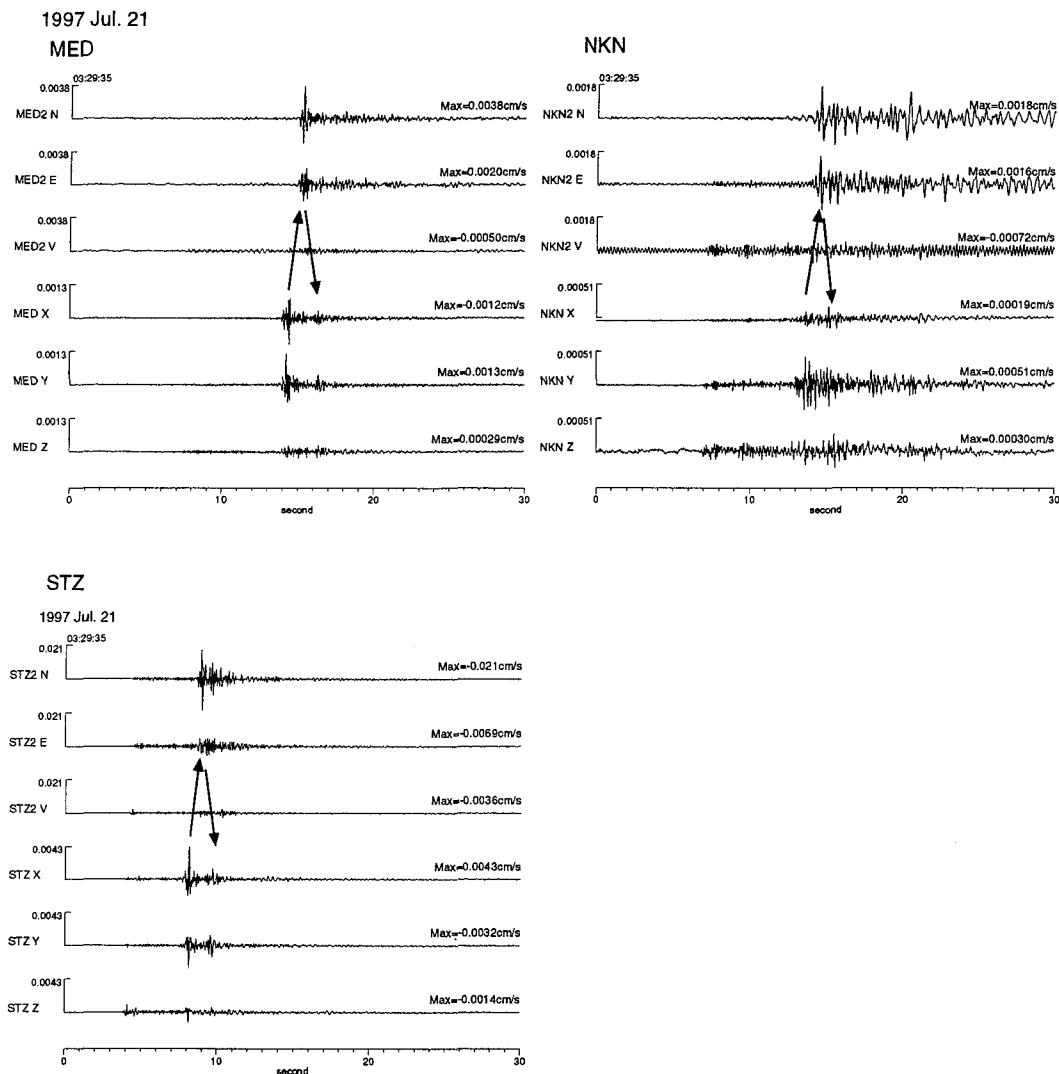 1997 Jul. 21
MED
03:29:35
0.0038
MED2 N
Max=0.0038cm/s
0.0038
MED2 E
Max=0.0020cm/s
0.0038
MED2 V
Max=-0.00050cm/s
0.0013
MED X
Max=-0.0012cm/s
0.0013
MED Y
Max=0.0013cm/s
0.0013
MED Z
Max=0.00029cm/s
0 10 20 30
second
NKN
03:29:35
0.0018
NKN2 N
Max=0.0018cm/s
0.0018
NKN2 E
Max=0.0016cm/s
0.0018
NKN2 V
Max=-0.00072cm/s
0.00051
NKN X
Max=0.00019cm/s
0.00051
NKN Y
Max=0.00051cm/s
0.00051
NKN Z
Max=0.00030cm/s
0 10 20 30
second
STZ
1997 Jul. 21
03:29:35
0.021
STZ2 N
Max=-0.021cm/s
0.021
STZ2 E
Max=-0.0069cm/s
0.021
STZ2 V
Max=-0.0036cm/s
0.0043
STZ X
Max=0.0043cm/s
0.0043
STZ Y
Max=-0.0032cm/s
0.0043
STZ Z
Max=-0.0014cm/s
0 10 20 30
second